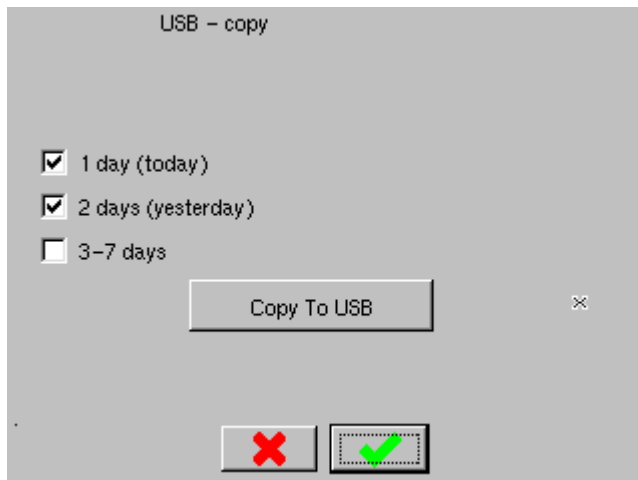 USB – copy
1 day (today)
2 days (yesterday)
3–7 days
Copy To USB